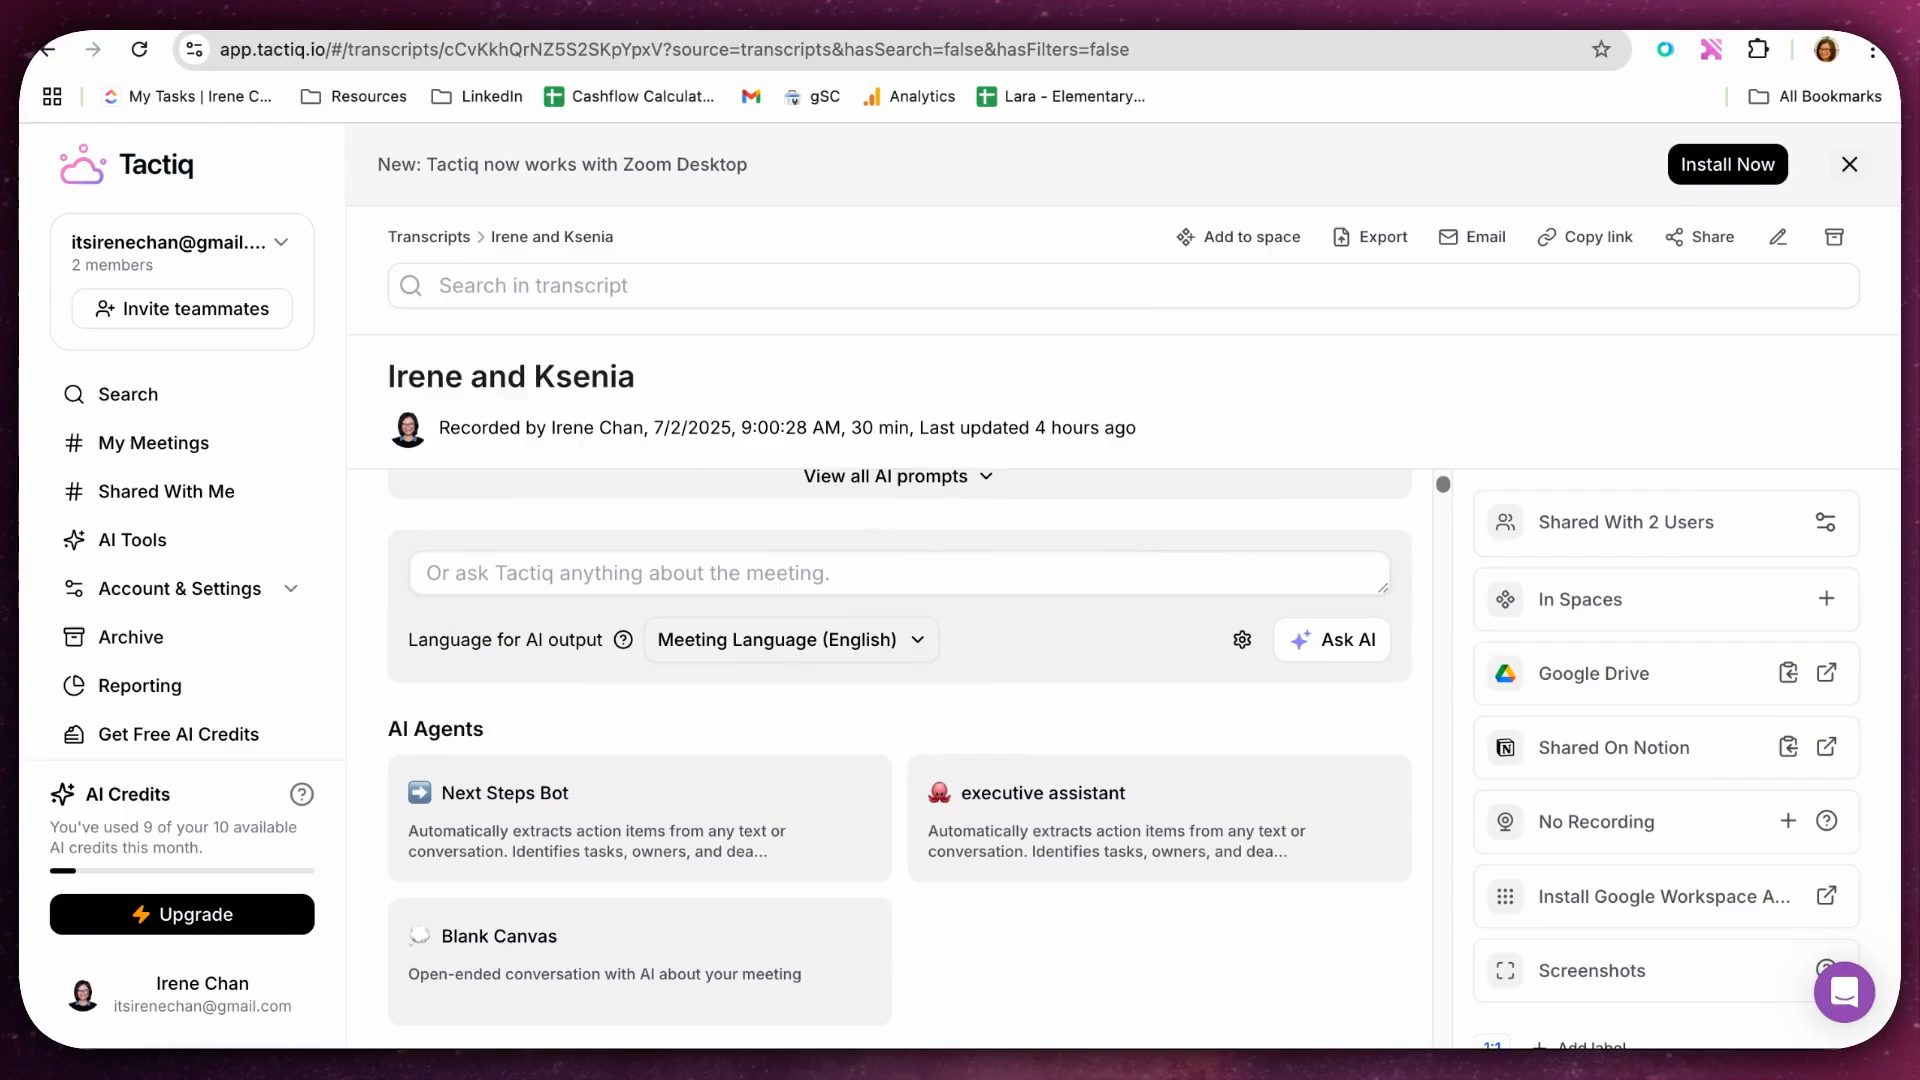 app.tactiq.io/#/transcripts/cCvKkhQrNZ5S2SKpYpxV?source=transcripts&hasSearch=false&hasFilters=false
My Tasks | Irene C...
Resources
LinkedIn
Cashflow Calculat...
gSC
Analytics
Lara - Elementary...
All Bookmarks
Tactiq
New: Tactiq now works with Zoom Desktop
Install Now
itsirenechan@gmail....
2 members
Invite teammates
Transcripts > Irene and Ksenia
Add to space
Export
Email
Copy link
Share
Search in transcript
Irene and Ksenia
Recorded by Irene Chan, 7/2/2025, 9:00:28 AM, 30 min, Last updated 4 hours ago
Search
My Meetings
Shared With Me
AI Tools
Account & Settings
Archive
Reporting
Get Free AI Credits
AI Credits
You've used 9 of your 10 available
AI credits this month.
Upgrade
Irene Chan
itsirenechan@gmail.com
View all AI prompts
Or ask Tactiq anything about the meeting.
Language for AI output
Meeting Language (English)
Ask AI
AI Agents
Next Steps Bot
Automatically extracts action items from any text or
conversation. Identifies tasks, owners, and dea...
executive assistant
Automatically extracts action items from any text or
conversation. Identifies tasks, owners, and dea...
Blank Canvas
Open-ended conversation with AI about your meeting
Shared With 2 Users
In Spaces
Google Drive
Shared On Notion
No Recording
Install Google Workspace A...
Screenshots
1:1
+ Add label